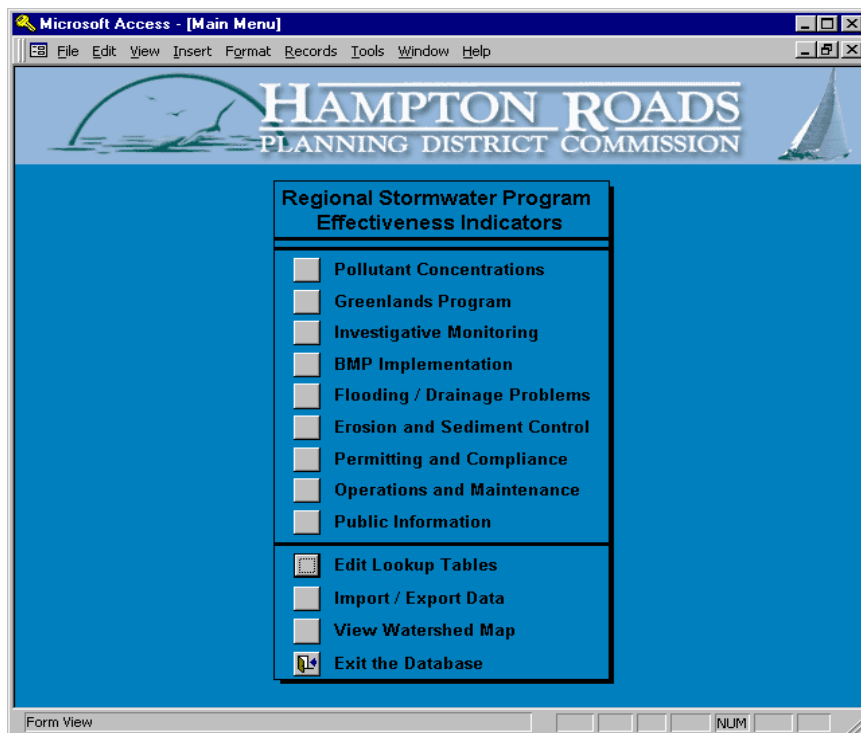 Microsoft Access - [Main Menu]
File Edit View Insert Format Records Tools Window Help
HAMPTON ROADS
PLANNING DISTRICT COMMISSION
Regional Stormwater Program
Effectiveness Indicators
Pollutant Concentrations
Greenlands Program
Investigative Monitoring
BMP Implementation
Flooding / Drainage Problems
Erosion and Sediment Control
Permitting and Compliance
Operations and Maintenance
Public Information
Edit Lookup Tables
Import / Export Data
View Watershed Map
Exit the Database
Form View NUM